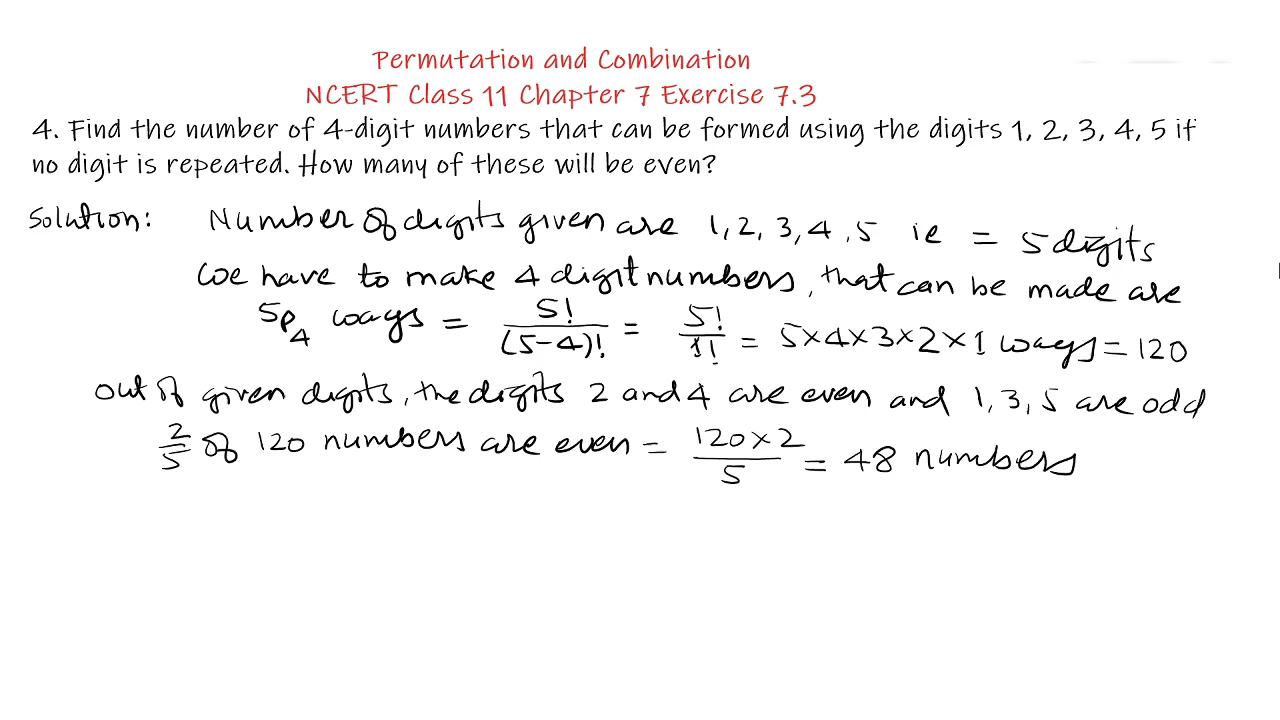 Permutation and Combination
NCERT Class 11 Chapter 7 Exercise 7.3
4. Find the number of 4-digit numbers that can be formed using the digits 1, 2, 3, 4, 5 if
no digit is repeated. How many of these will be even?
Solution: Number of digits given are 1, 2, 3, 4, 5 ie = 5 digits
We have to make 4 digit numbers, that can be made are
5P4 ways = 5!/(5-4)! = 5!/1! = 5×4×3×2×1 ways = 120
out of given digits, the digits 2 and 4 are even and 1, 3, 5 are odd
2/5 of 120 numbers are even = 120×2/5 = 48 numbers